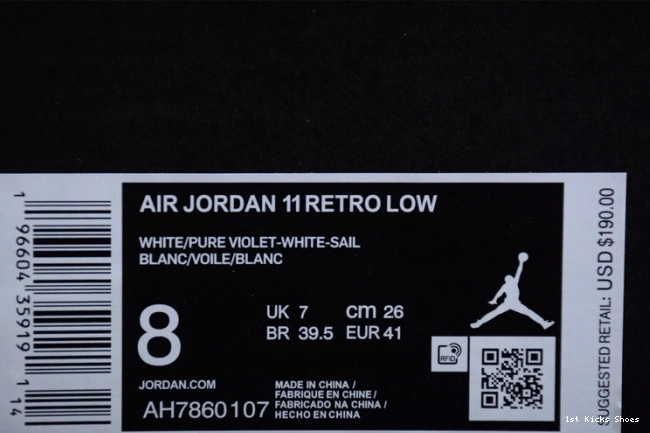 AIR JORDAN 11 RETRO LOW
WHITE/PURE VIOLET-WHITE-SAIL
BLANC/VOILE/BLANC
8
UK 7 cm 26
BR 39.5 EUR 41
RFID
JORDAN.COM
AH7860107
MADE IN CHINA /
FABRIQUE EN CHINE /
FABRICADO NA CHINA /
HECHO EN CHINA
1 96604 35919 1 14
SUGGESTED RETAIL: USD $190.00
1st Kicks Shoes